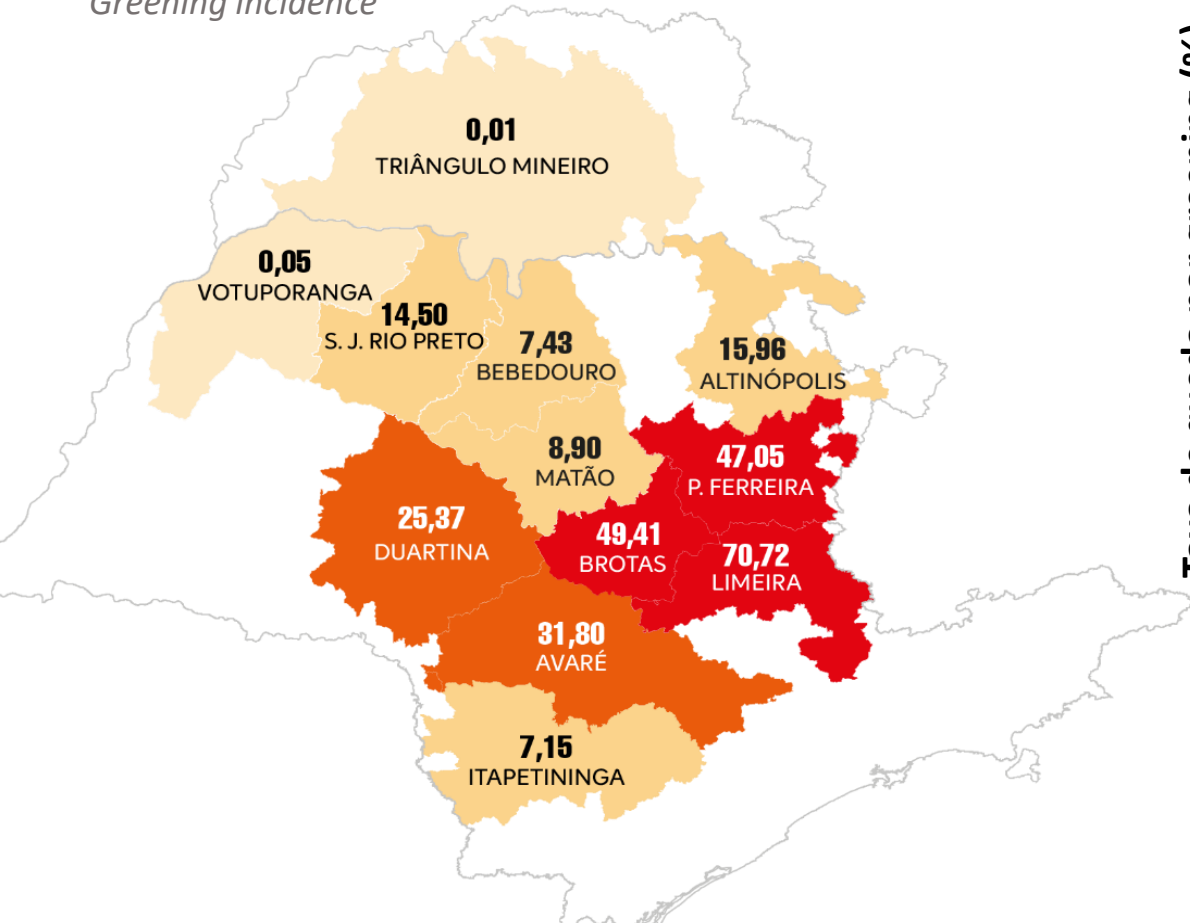 Greening incidence
0,01
TRIÂNGULO MINEIRO
0,05
VOTUPORANGA
14,50
S. J. RIO PRETO
7,43
BEBEDOURO
15,96
ALTINÓPOLIS
8,90
MATÃO
47,05
P. FERREIRA
25,37
DUARTINA
49,41
BROTAS
70,72
LIMEIRA
31,80
AVARÉ
7,15
ITAPETININGA